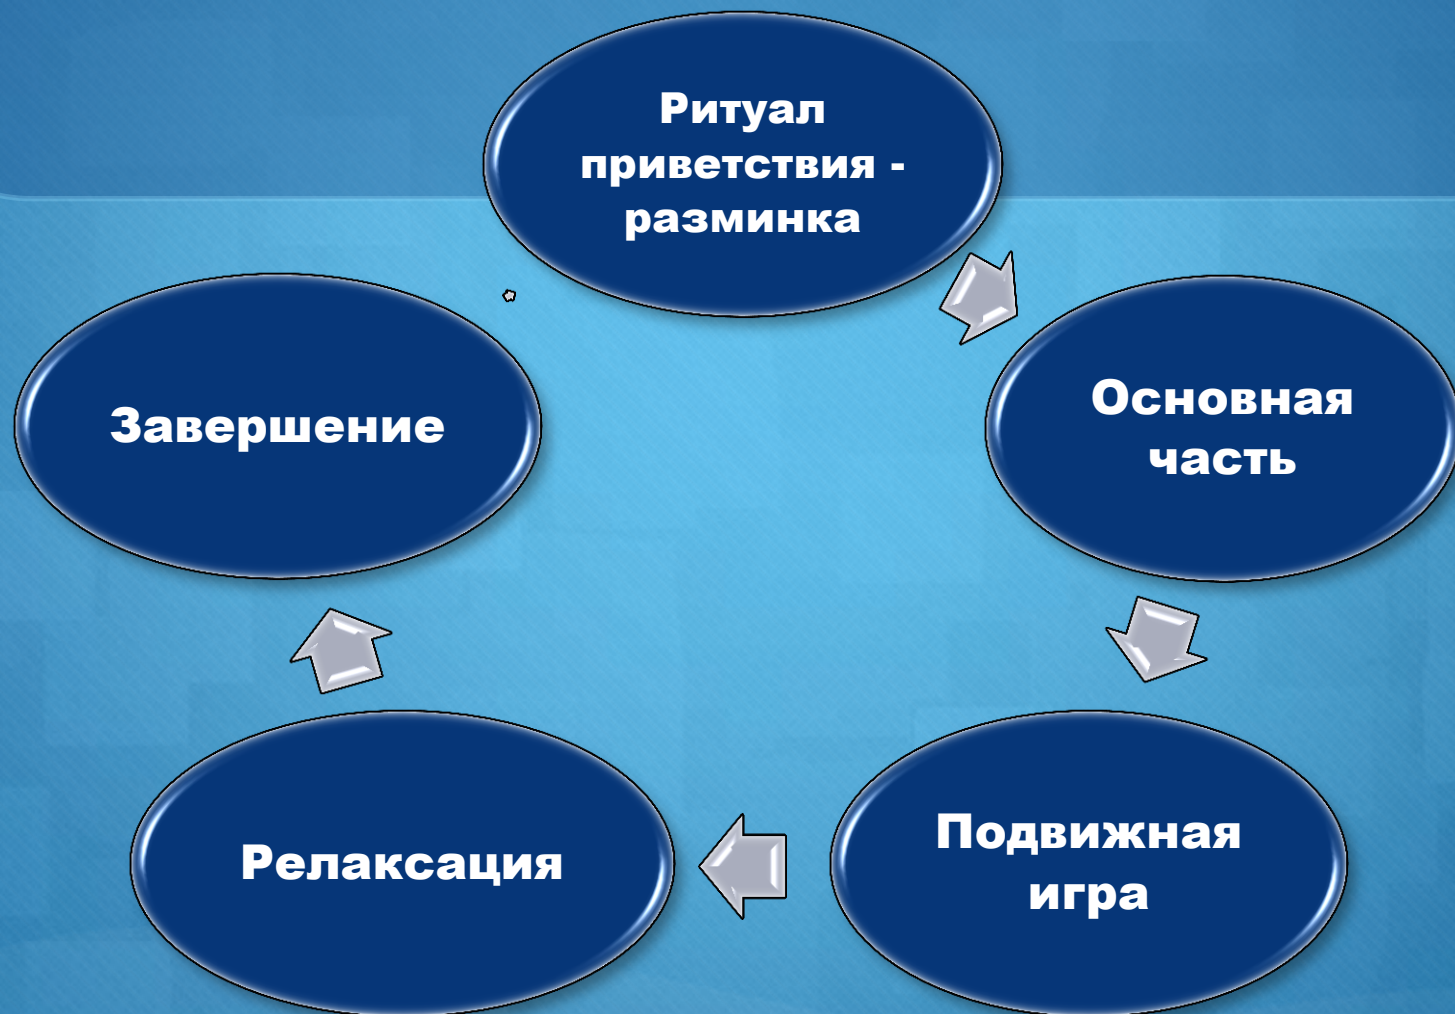 Ритуал
приветствия -
разминка
Основная
часть
Подвижная
игра
Релаксация
Завершение